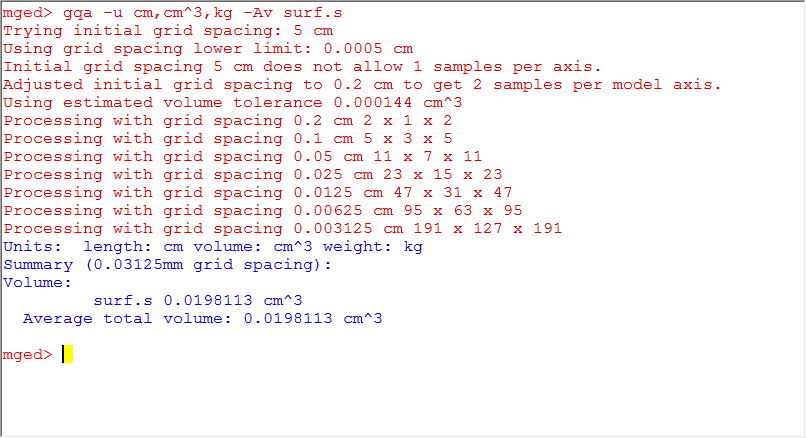 mged> gqa -u cm,cm^3,kg -Av surf.s
Trying initial grid spacing: 5 cm
Using grid spacing lower limit: 0.0005 cm
Initial grid spacing 5 cm does not allow 1 samples per axis.
Adjusted initial grid spacing to 0.2 cm to get 2 samples per model axis.
Using estimated volume tolerance 0.000144 cm^3
Processing with grid spacing 0.2 cm 2 x 1 x 2
Processing with grid spacing 0.1 cm 5 x 3 x 5
Processing with grid spacing 0.05 cm 11 x 7 x 11
Processing with grid spacing 0.025 cm 23 x 15 x 23
Processing with grid spacing 0.0125 cm 47 x 31 x 47
Processing with grid spacing 0.00625 cm 95 x 63 x 95
Processing with grid spacing 0.003125 cm 191 x 127 x 191
Units:  length: cm volume: cm^3 weight: kg
Summary (0.03125mm grid spacing):
Volume:
         surf.s 0.0198113 cm^3
  Average total volume: 0.0198113 cm^3
mged>